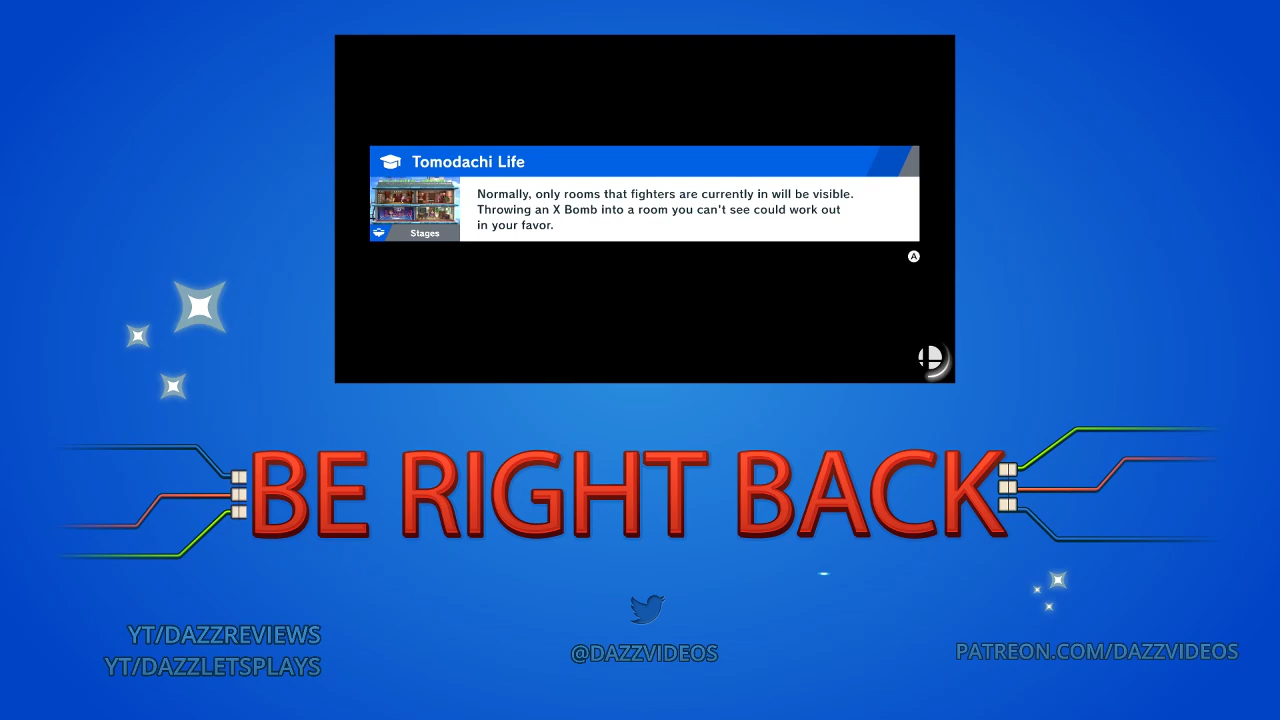 Tomodachi Life
Normally, only rooms that fighters are currently in will be visible.
Throwing an X Bomb into a room you can't see could work out
in your favor.
Stages
A
BE RIGHT BACK
YT/DAZZREVIEWS
YT/DAZZLETSPLAYS
@DAZZVIDEOS
PATREON.COM/DAZZVIDEOS